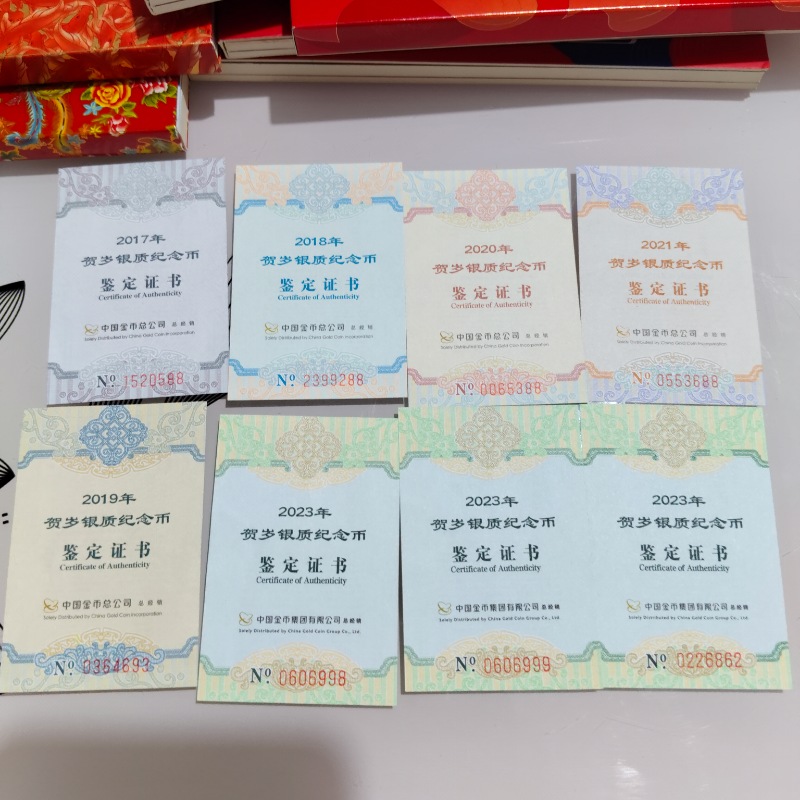 2017年
贺岁银质纪念币
鉴定证书
Certificate of Authenticity
中国金币总公司 总经销
Solely Distributed by China Gold Coin Incorporation
Nº 1520598
2018年
贺岁银质纪念币
鉴定证书
Certificate of Authenticity
中国金币总公司 总经销
Solely Distributed by China Gold Coin Incorporation
Nº 2399288
2020年
贺岁银质纪念币
鉴定证书
Certificate of Authenticity
中国金币总公司 总经销
Solely Distributed by China Gold Coin Incorporation
Nº 0065388
2021年
贺岁银质纪念币
鉴定证书
Certificate of Authenticity
中国金币总公司 总经销
Solely Distributed by China Gold Coin Incorporation
Nº 0553688
2019年
贺岁银质纪念币
鉴定证书
Certificate of Authenticity
中国金币总公司 总经销
Solely Distributed by China Gold Coin Incorporation
Nº 0364693
2023年
贺岁银质纪念币
鉴定证书
Certificate of Authenticity
中国金币集团有限公司 总经销
Solely Distributed by China Gold Coin Group Co., Ltd.
Nº 0606998
2023年
贺岁银质纪念币
鉴定证书
Certificate of Authenticity
中国金币集团有限公司 总经销
Solely Distributed by China Gold Coin Group Co., Ltd.
Nº 0606999
2023年
贺岁银质纪念币
鉴定证书
Certificate of Authenticity
中国金币集团有限公司 总经销
Solely Distributed by China Gold Coin Group Co., Ltd.
Nº 0226862